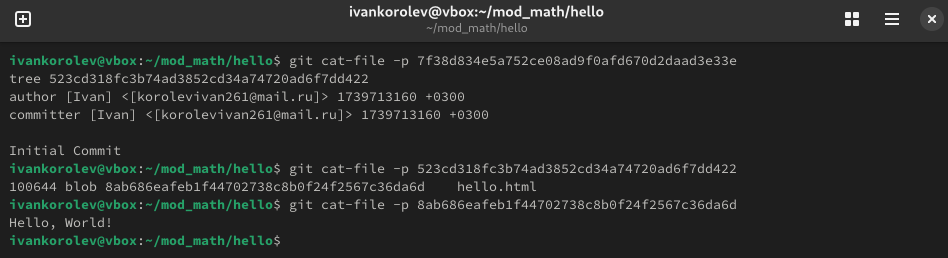 ivankorolev@vbox:~/mod_math/hello
~/mod_math/hello
ivankorolev@vbox:~/mod_math/hello$ git cat-file -p 7f38d834e5a752ce08ad9f0afd670d2daad3e33e
tree 523cd318fc3b74ad3852cd34a74720ad6f7dd422
author [Ivan] <[korolevivan261@mail.ru]> 1739713160 +0300
committer [Ivan] <[korolevivan261@mail.ru]> 1739713160 +0300
Initial Commit
ivankorolev@vbox:~/mod_math/hello$ git cat-file -p 523cd318fc3b74ad3852cd34a74720ad6f7dd422
100644 blob 8ab686eafeb1f44702738c8b0f24f2567c36da6d    hello.html
ivankorolev@vbox:~/mod_math/hello$ git cat-file -p 8ab686eafeb1f44702738c8b0f24f2567c36da6d
Hello, World!
ivankorolev@vbox:~/mod_math/hello$